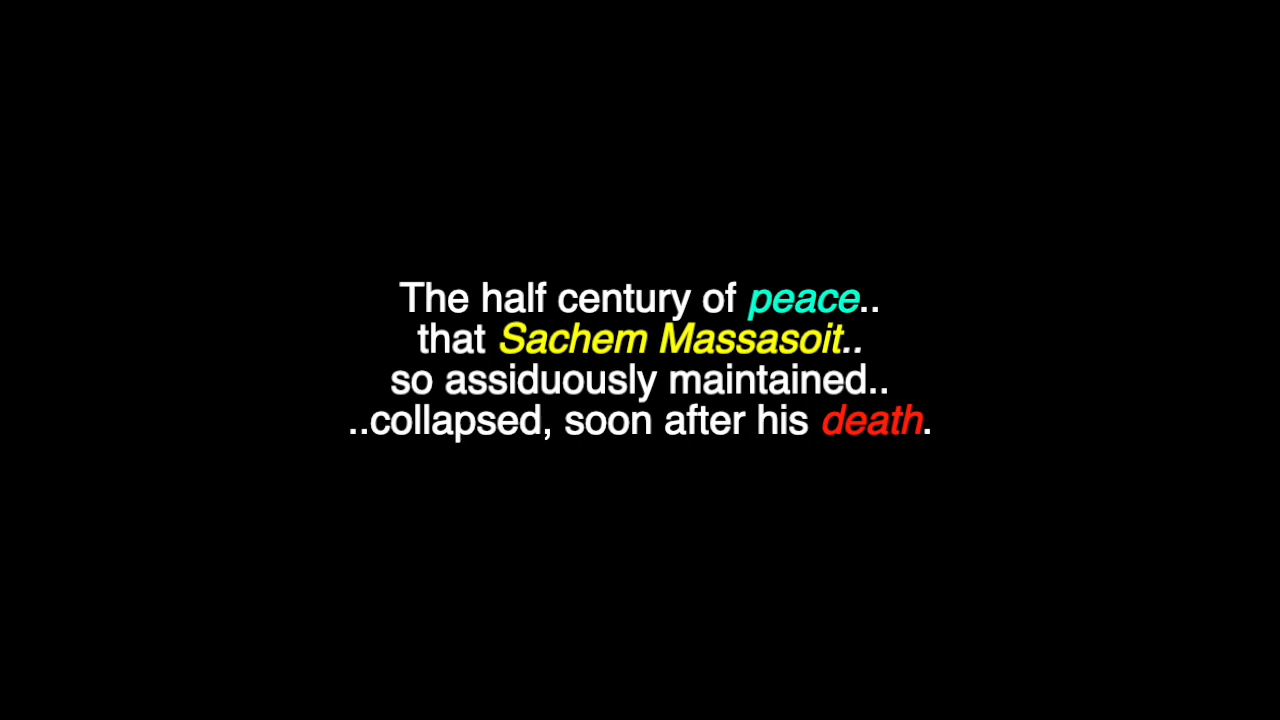 The half century of peace..
that Sachem Massasoit..
so assiduously maintained..
..collapsed, soon after his death.